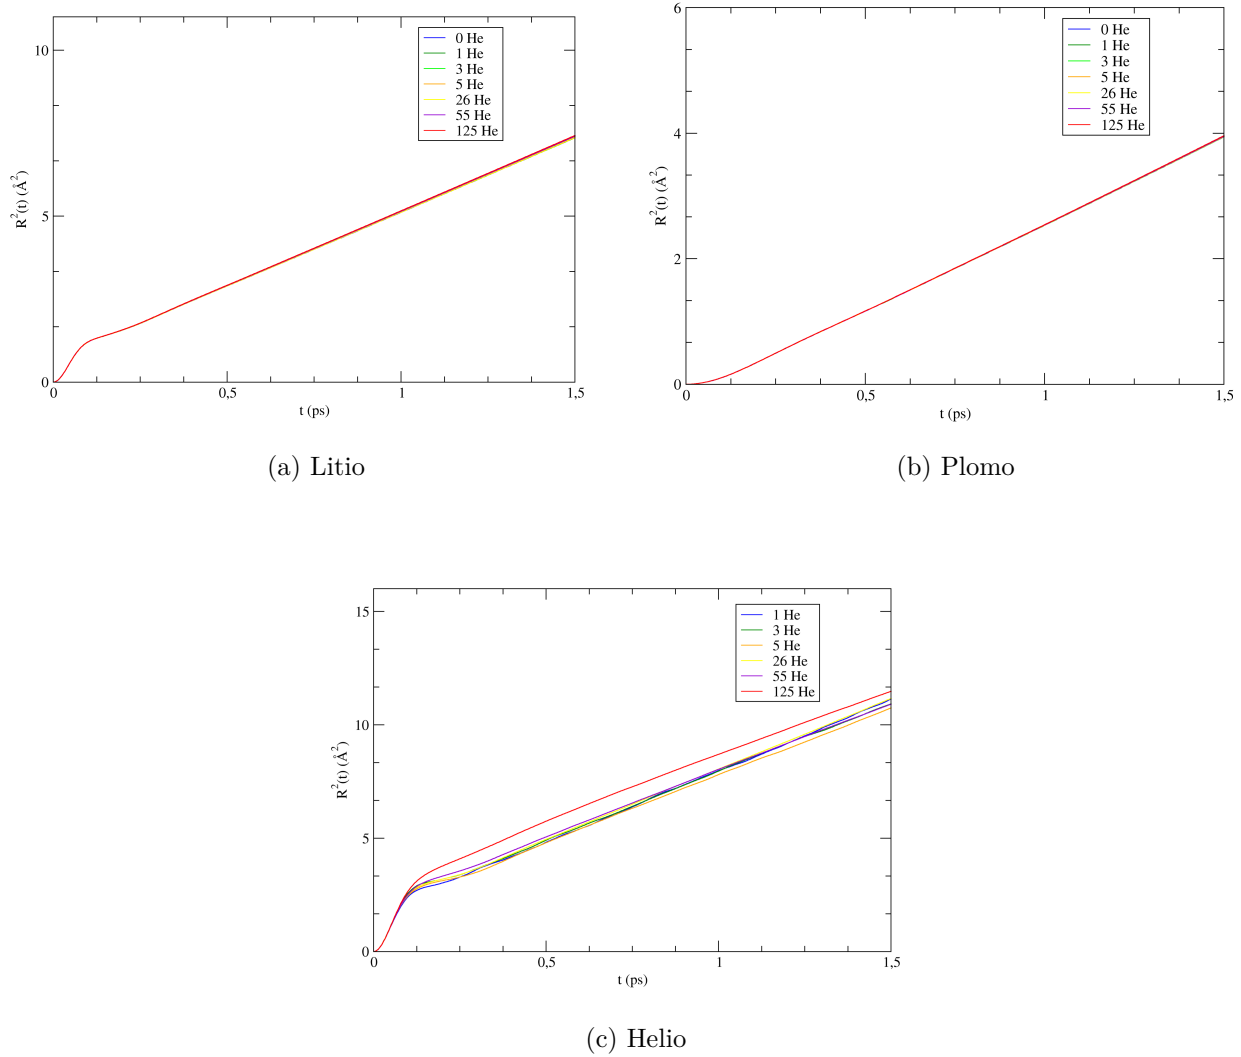 10
5
0
0
0,5
1
1,5
R²(t) (Å²)
t (ps)
0 He
1 He
3 He
5 He
26 He
55 He
125 He
(a) Litio
6
4
2
0
0
0,5
1
1,5
R²(t) (Å²)
t (ps)
0 He
1 He
3 He
5 He
26 He
55 He
125 He
(b) Plomo
15
10
5
0
0
0,5
1
1,5
R²(t) (Å²)
t (ps)
1 He
3 He
5 He
26 He
55 He
125 He
(c) Helio